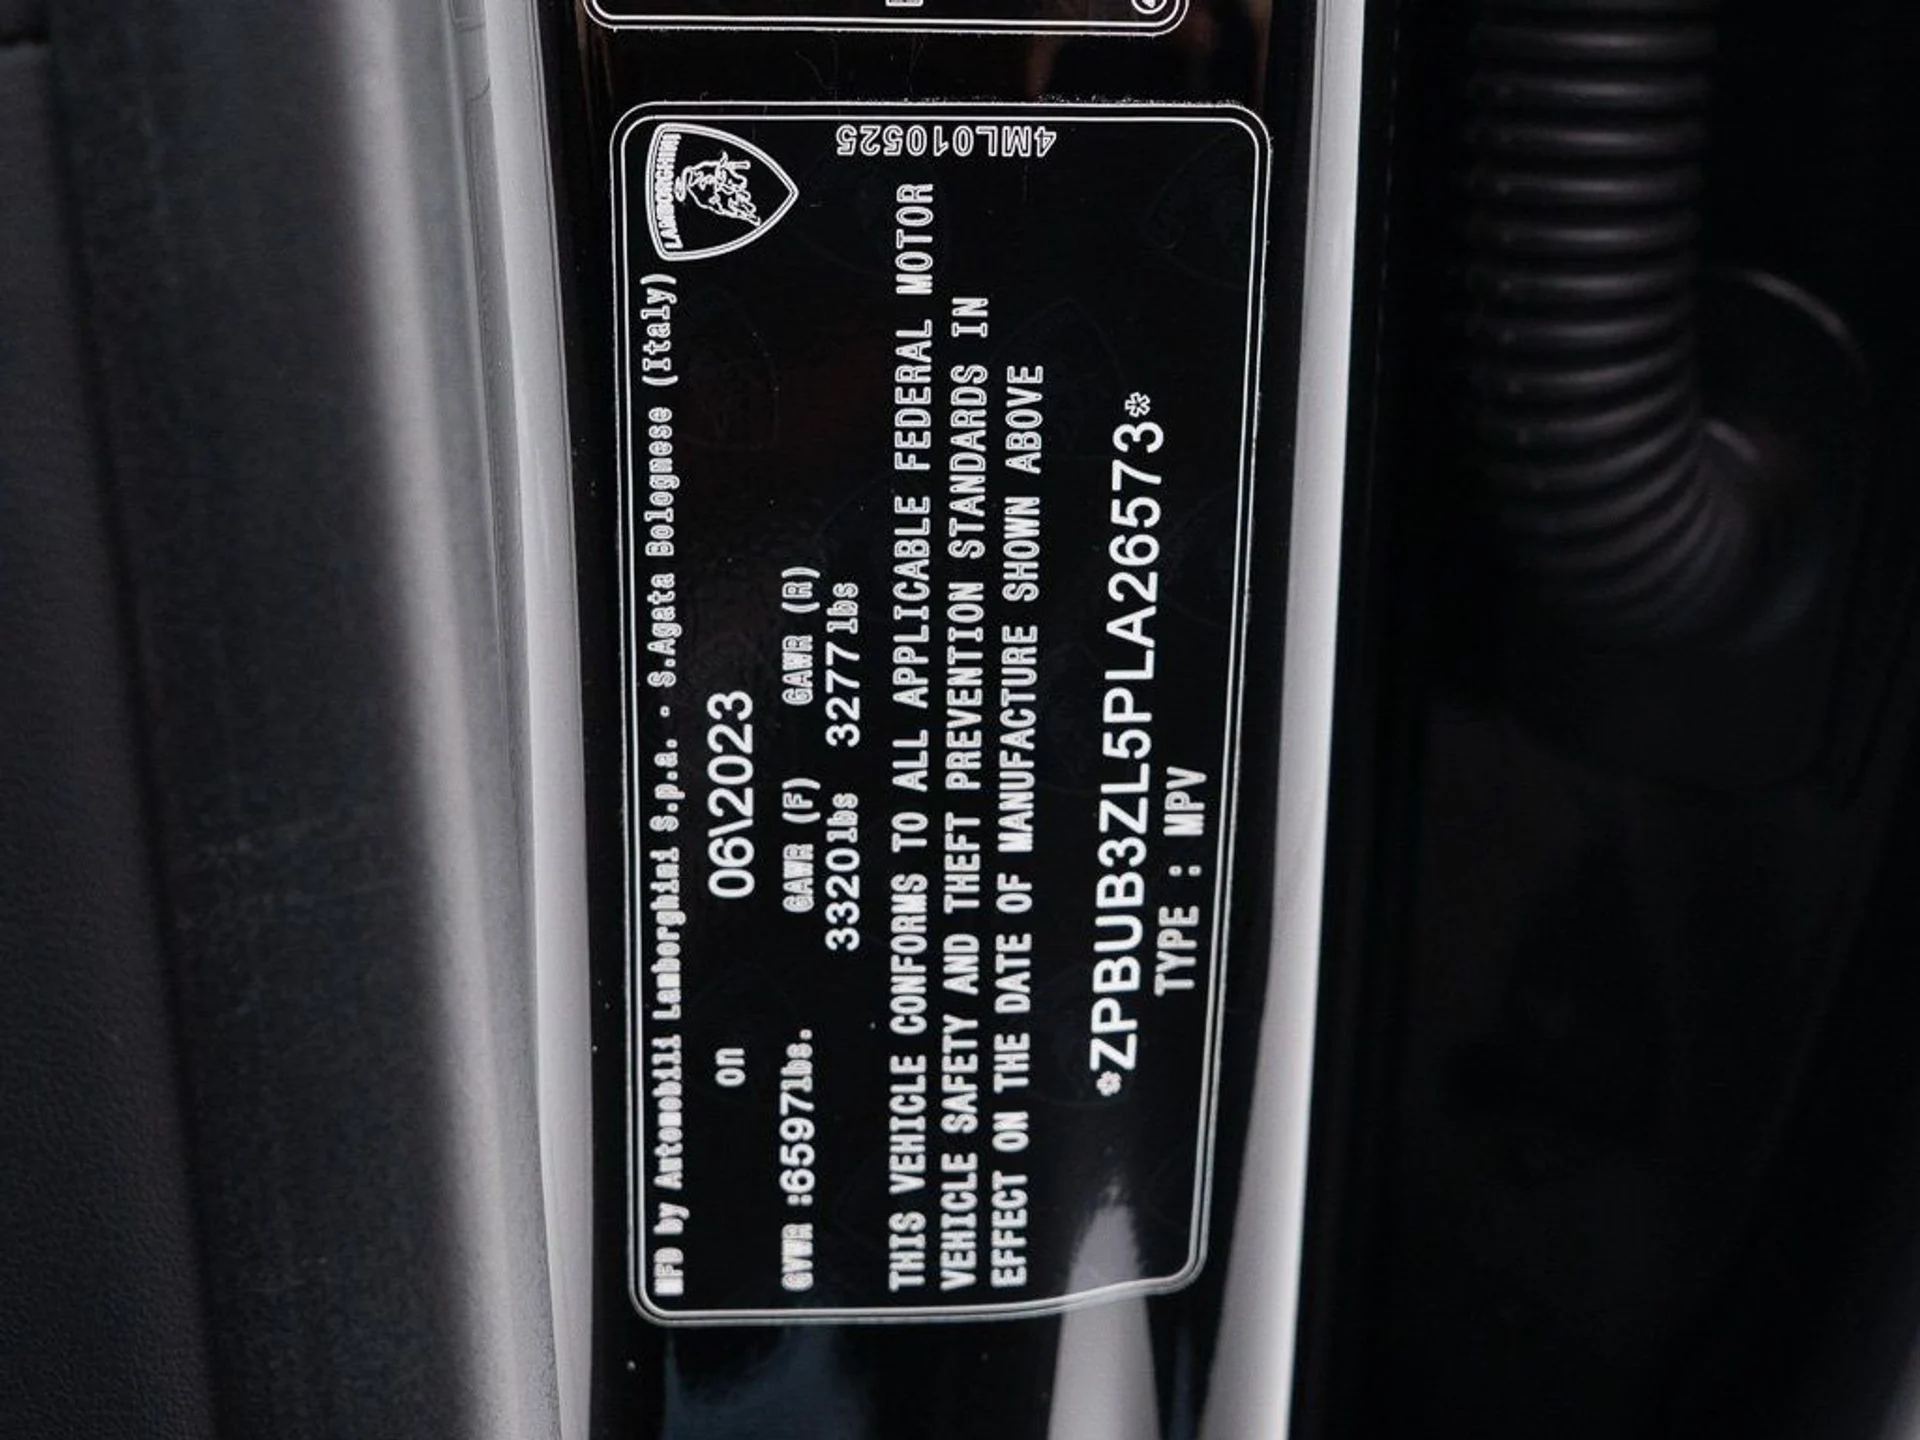 LAMBORGHINI
MFD by Automobili Lamborghini S.p.a. - S.Agata Bolognese (Italy)
on 06\2023
GAWR (F) GAWR (R)
GVWR :6597lbs. 3320lbs 3277lbs
THIS VEHICLE CONFORMS TO ALL APPLICABLE FEDERAL MOTOR
VEHICLE SAFETY AND THEFT PREVENTION STANDARDS IN
EFFECT ON THE DATE OF MANUFACTURE SHOWN ABOVE
*ZPBUB3ZL5PLA26573*
TYPE : MPV
4ML010525